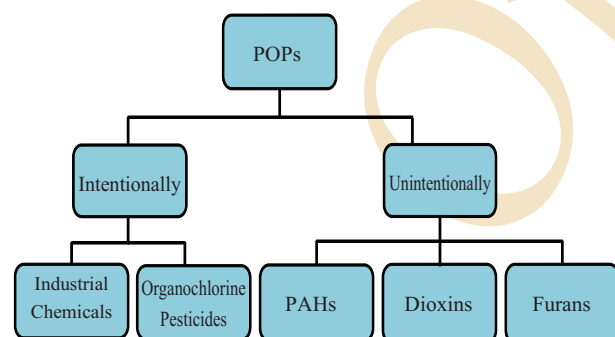 POPs
Intentionally
Unintentionally
Industrial
Chemicals
Organochlorine
Pesticides
PAHs
Dioxins
Furans